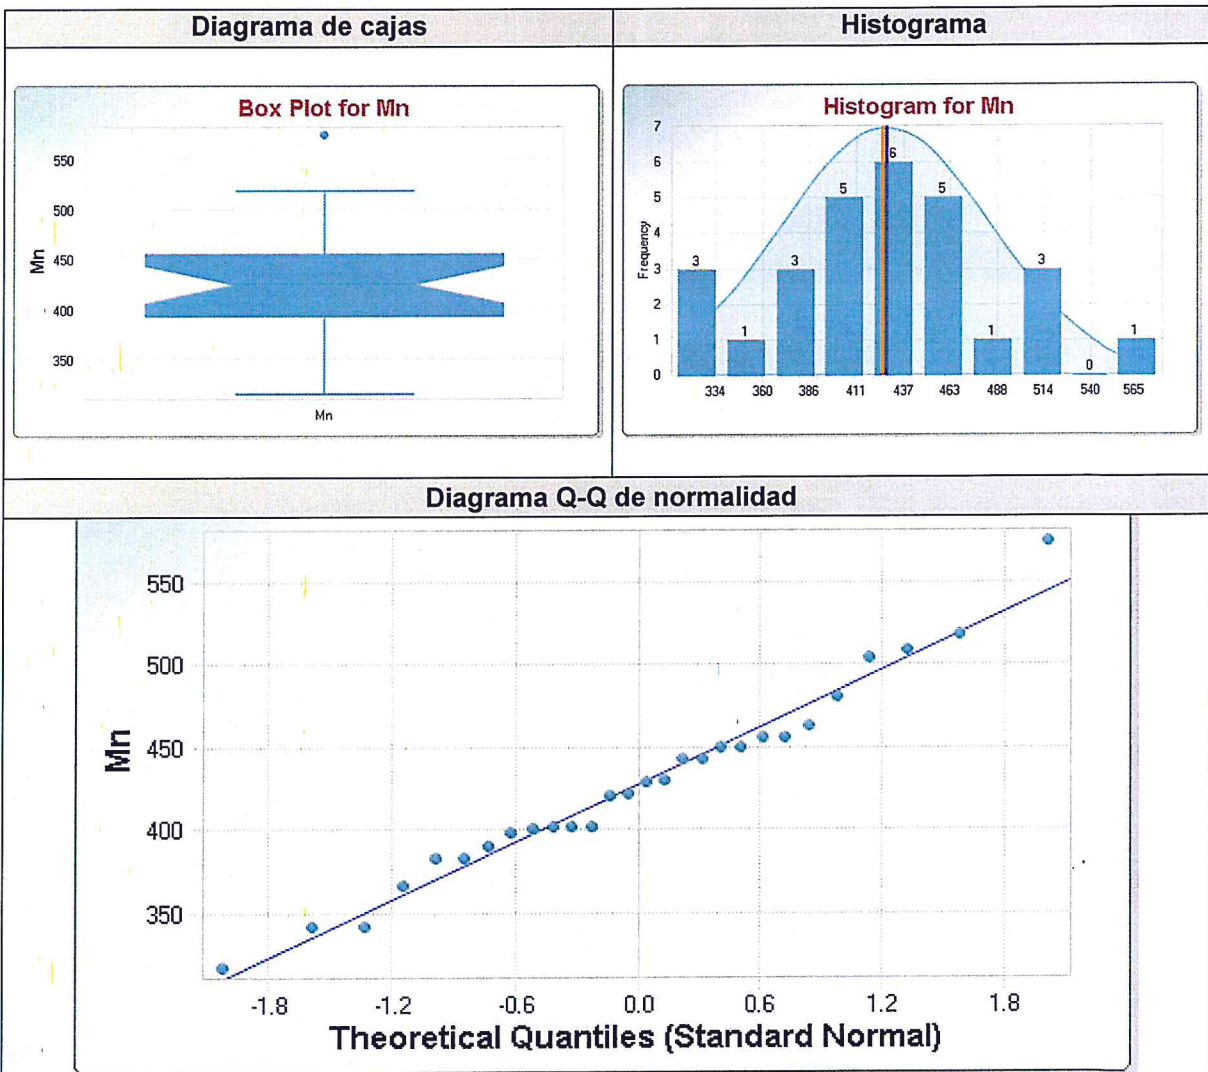 Diagrama de cajas
Histograma
Box Plot for Mn
550
500
450
400
350
Mn
Mn
Histogram for Mn
7
6
5
4
3
2
1
0
Frequency
3
1
3
5
6
5
1
3
0
1
334 360 386 411 437 463 488 514 540 565
Diagrama Q-Q de normalidad
550
500
450
400
350
Mn
-1.8 -1.2 -0.6 0.0 0.6 1.2 1.8
Theoretical Quantiles (Standard Normal)